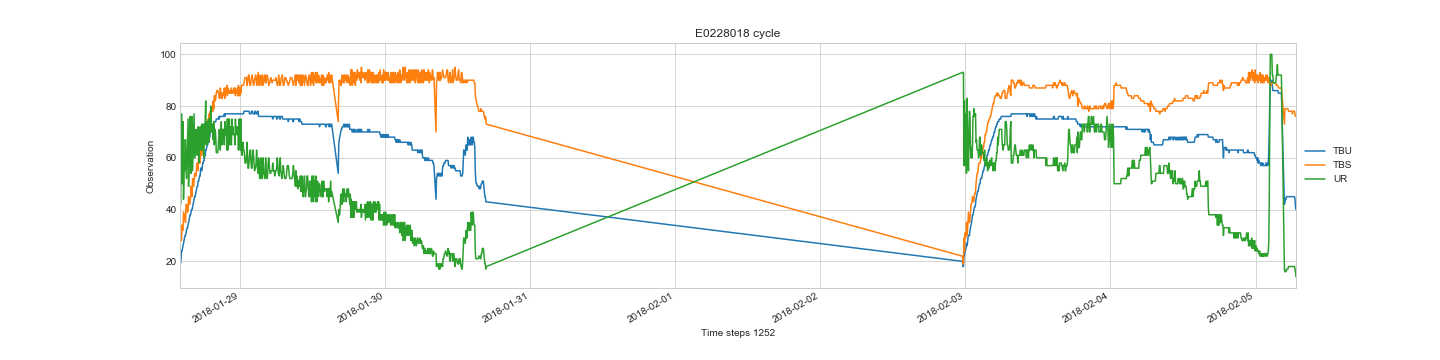 E0228018 cycle
Observation
100
80
60
40
20
2018-01-29
2018-01-30
2018-01-31
2018-02-01
2018-02-02
2018-02-03
2018-02-04
2018-02-05
Time steps 1252
TBU
TBS
UR